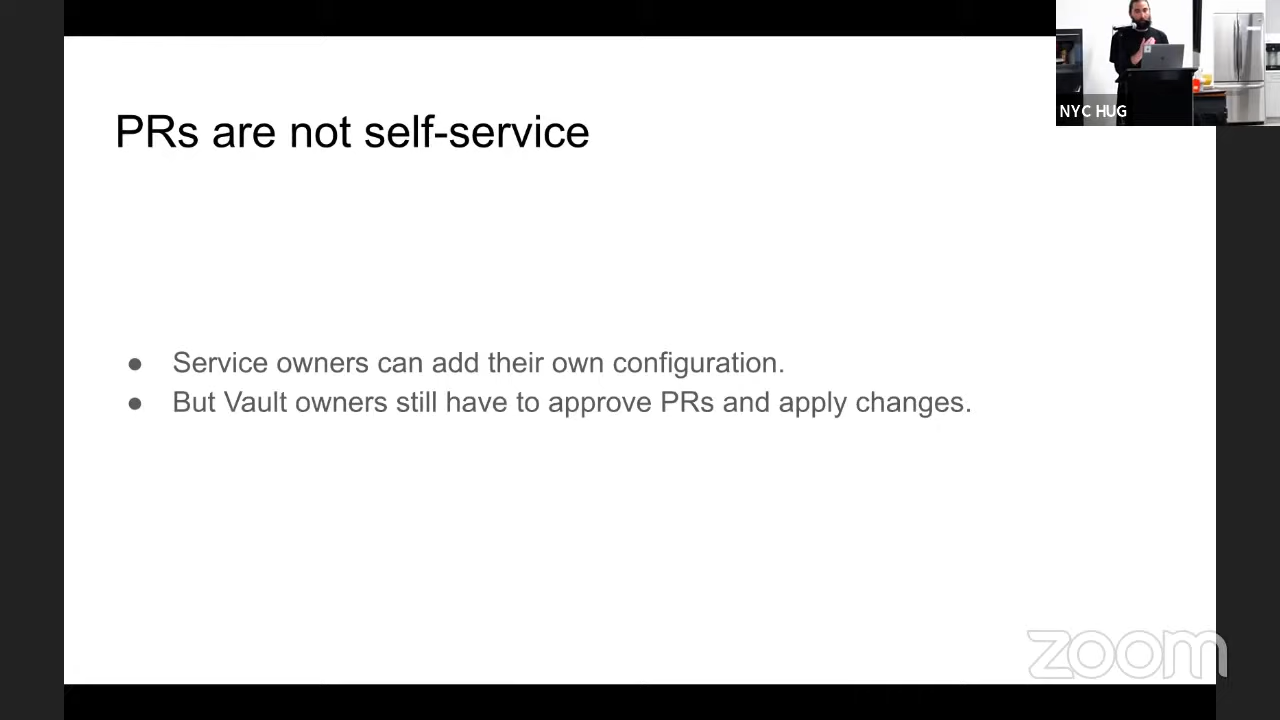 NYC HUG
PRs are not self-service
● Service owners can add their own configuration.
● But Vault owners still have to approve PRs and apply changes.
zoom